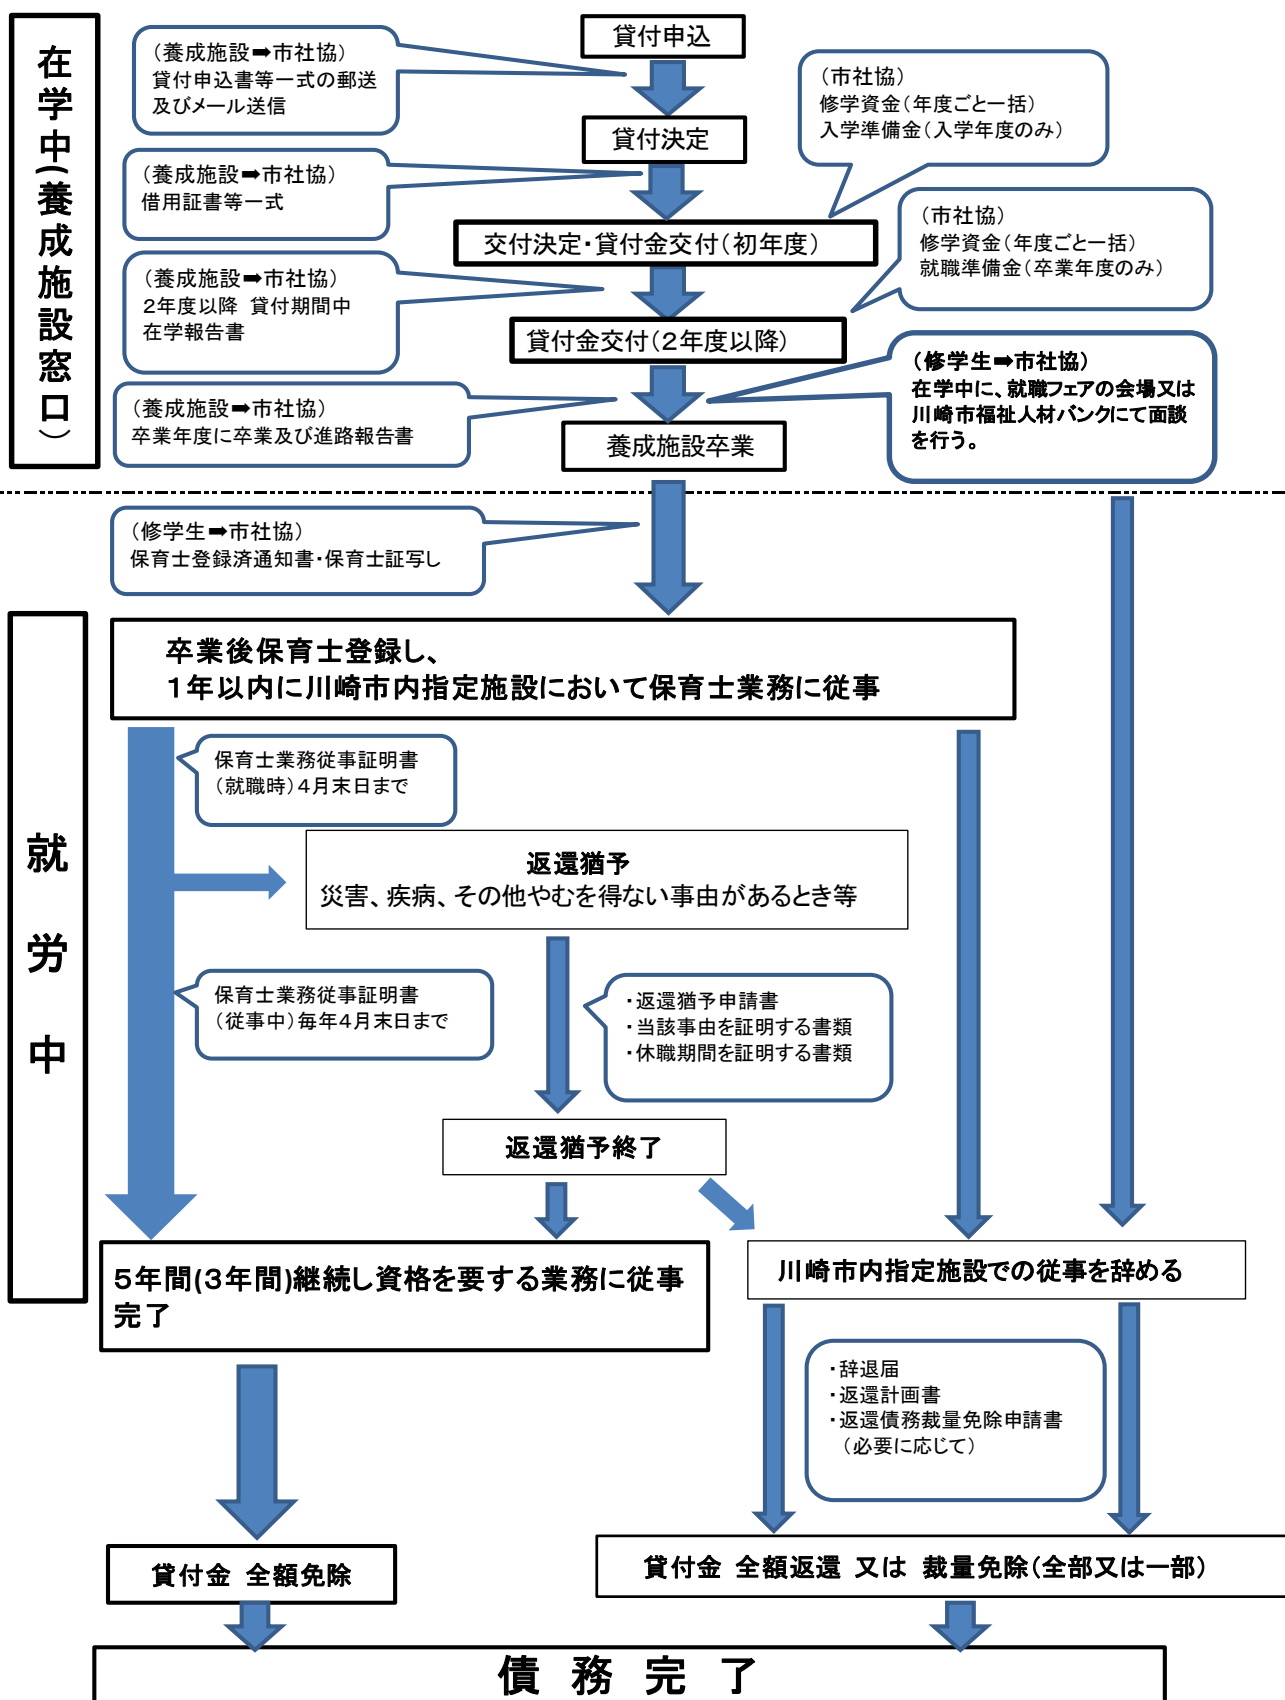 在学中(養成施設窓口)
貸付申込
(養成施設➡市社協)
貸付申込書等一式の郵送
及びメール送信
(市社協)
修学資金(年度ごと一括)
入学準備金(入学年度のみ)
貸付決定
(養成施設➡市社協)
借用証書等一式
(市社協)
修学資金(年度ごと一括)
就職準備金(卒業年度のみ)
交付決定・貸付金交付(初年度)
(養成施設➡市社協)
2年度以降 貸付期間中
在学報告書
貸付金交付(2年度以降)
(修学生➡市社協)
在学中に、就職フェアの会場又は
川崎市福祉人材バンクにて面談
を行う。
(養成施設➡市社協)
卒業年度に卒業及び進路報告書
養成施設卒業
(修学生➡市社協)
保育士登録済通知書・保育士証写し
就労中
卒業後保育士登録し、
1年以内に川崎市内指定施設において保育士業務に従事
保育士業務従事証明書
(就職時)4月末日まで
返還猶予
災害、疾病、その他やむを得ない事由があるとき等
保育士業務従事証明書
(従事中)毎年4月末日まで
・返還猶予申請書
・当該事由を証明する書類
・休職期間を証明する書類
返還猶予終了
5年間(3年間)継続し資格を要する業務に従事
完了
川崎市内指定施設での従事を辞める
・辞退届
・返還計画書
・返還債務裁量免除申請書
(必要に応じて)
貸付金 全額免除
貸付金 全額返還 又は 裁量免除(全部又は一部)
債務完了